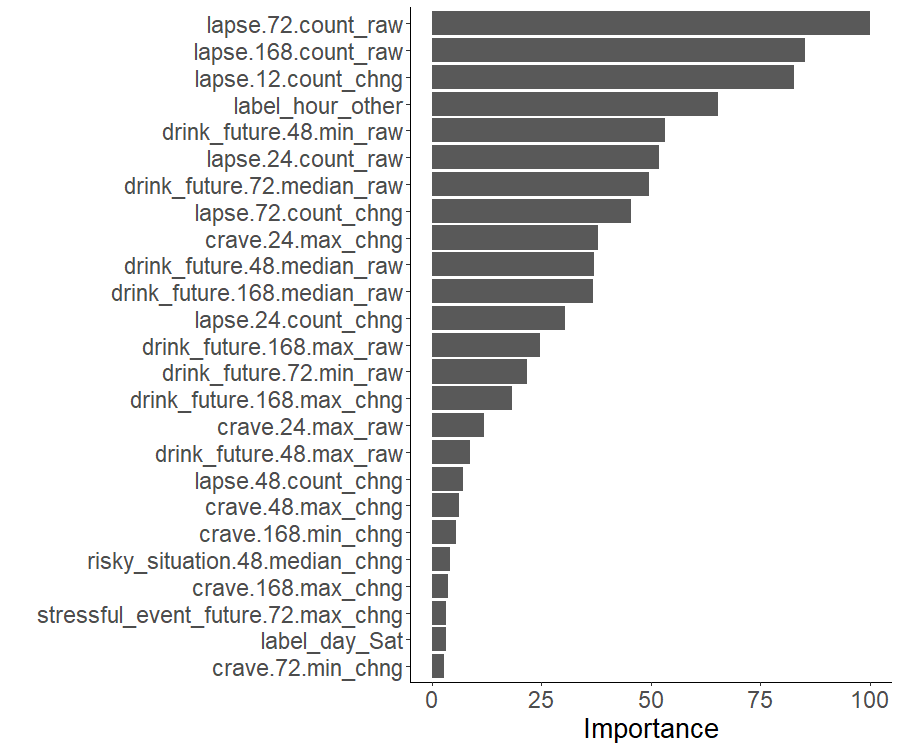 lapse.72.count_raw
lapse.168.count_raw
lapse.12.count_chng
label_hour_other
drink_future.48.min_raw
lapse.24.count_raw
drink_future.72.median_raw
lapse.72.count_chng
crave.24.max_chng
drink_future.48.median_raw
drink_future.168.median_raw
lapse.24.count_chng
drink_future.168.max_raw
drink_future.72.min_raw
drink_future.168.max_chng
crave.24.max_raw
drink_future.48.max_raw
lapse.48.count_chng
crave.48.max_chng
crave.168.min_chng
risky_situation.48.median_chng
crave.168.max_chng
stressful_event_future.72.max_chng
label_day_Sat
crave.72.min_chng
0 25 50 75 100
Importance